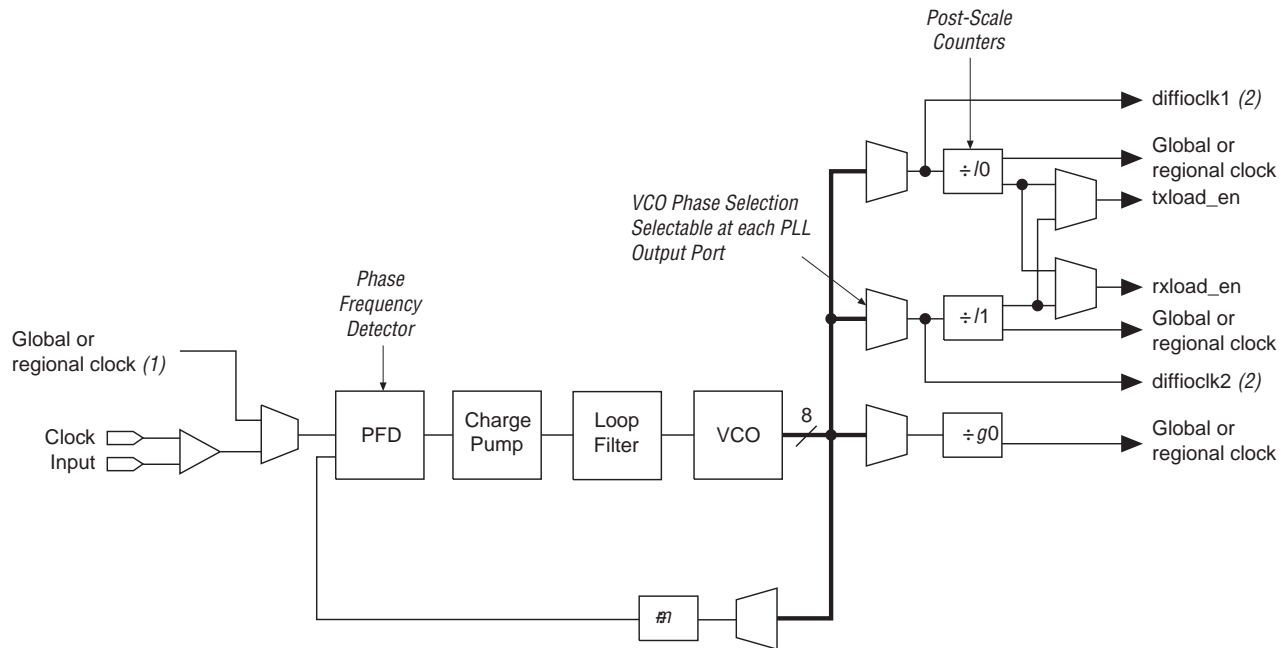 Post-Scale
Counters
diffioclk1 (2)
Global or
regional clock
÷l0
txload_en
VCO Phase Selection
Selectable at each PLL
Output Port
rxload_en
÷l1
Global or
regional clock
diffioclk2 (2)
Phase
Frequency
Detector
Global or
regional clock (1)
Clock
Input
PFD
Charge
Pump
Loop
Filter
VCO
8
÷g0
Global or
regional clock